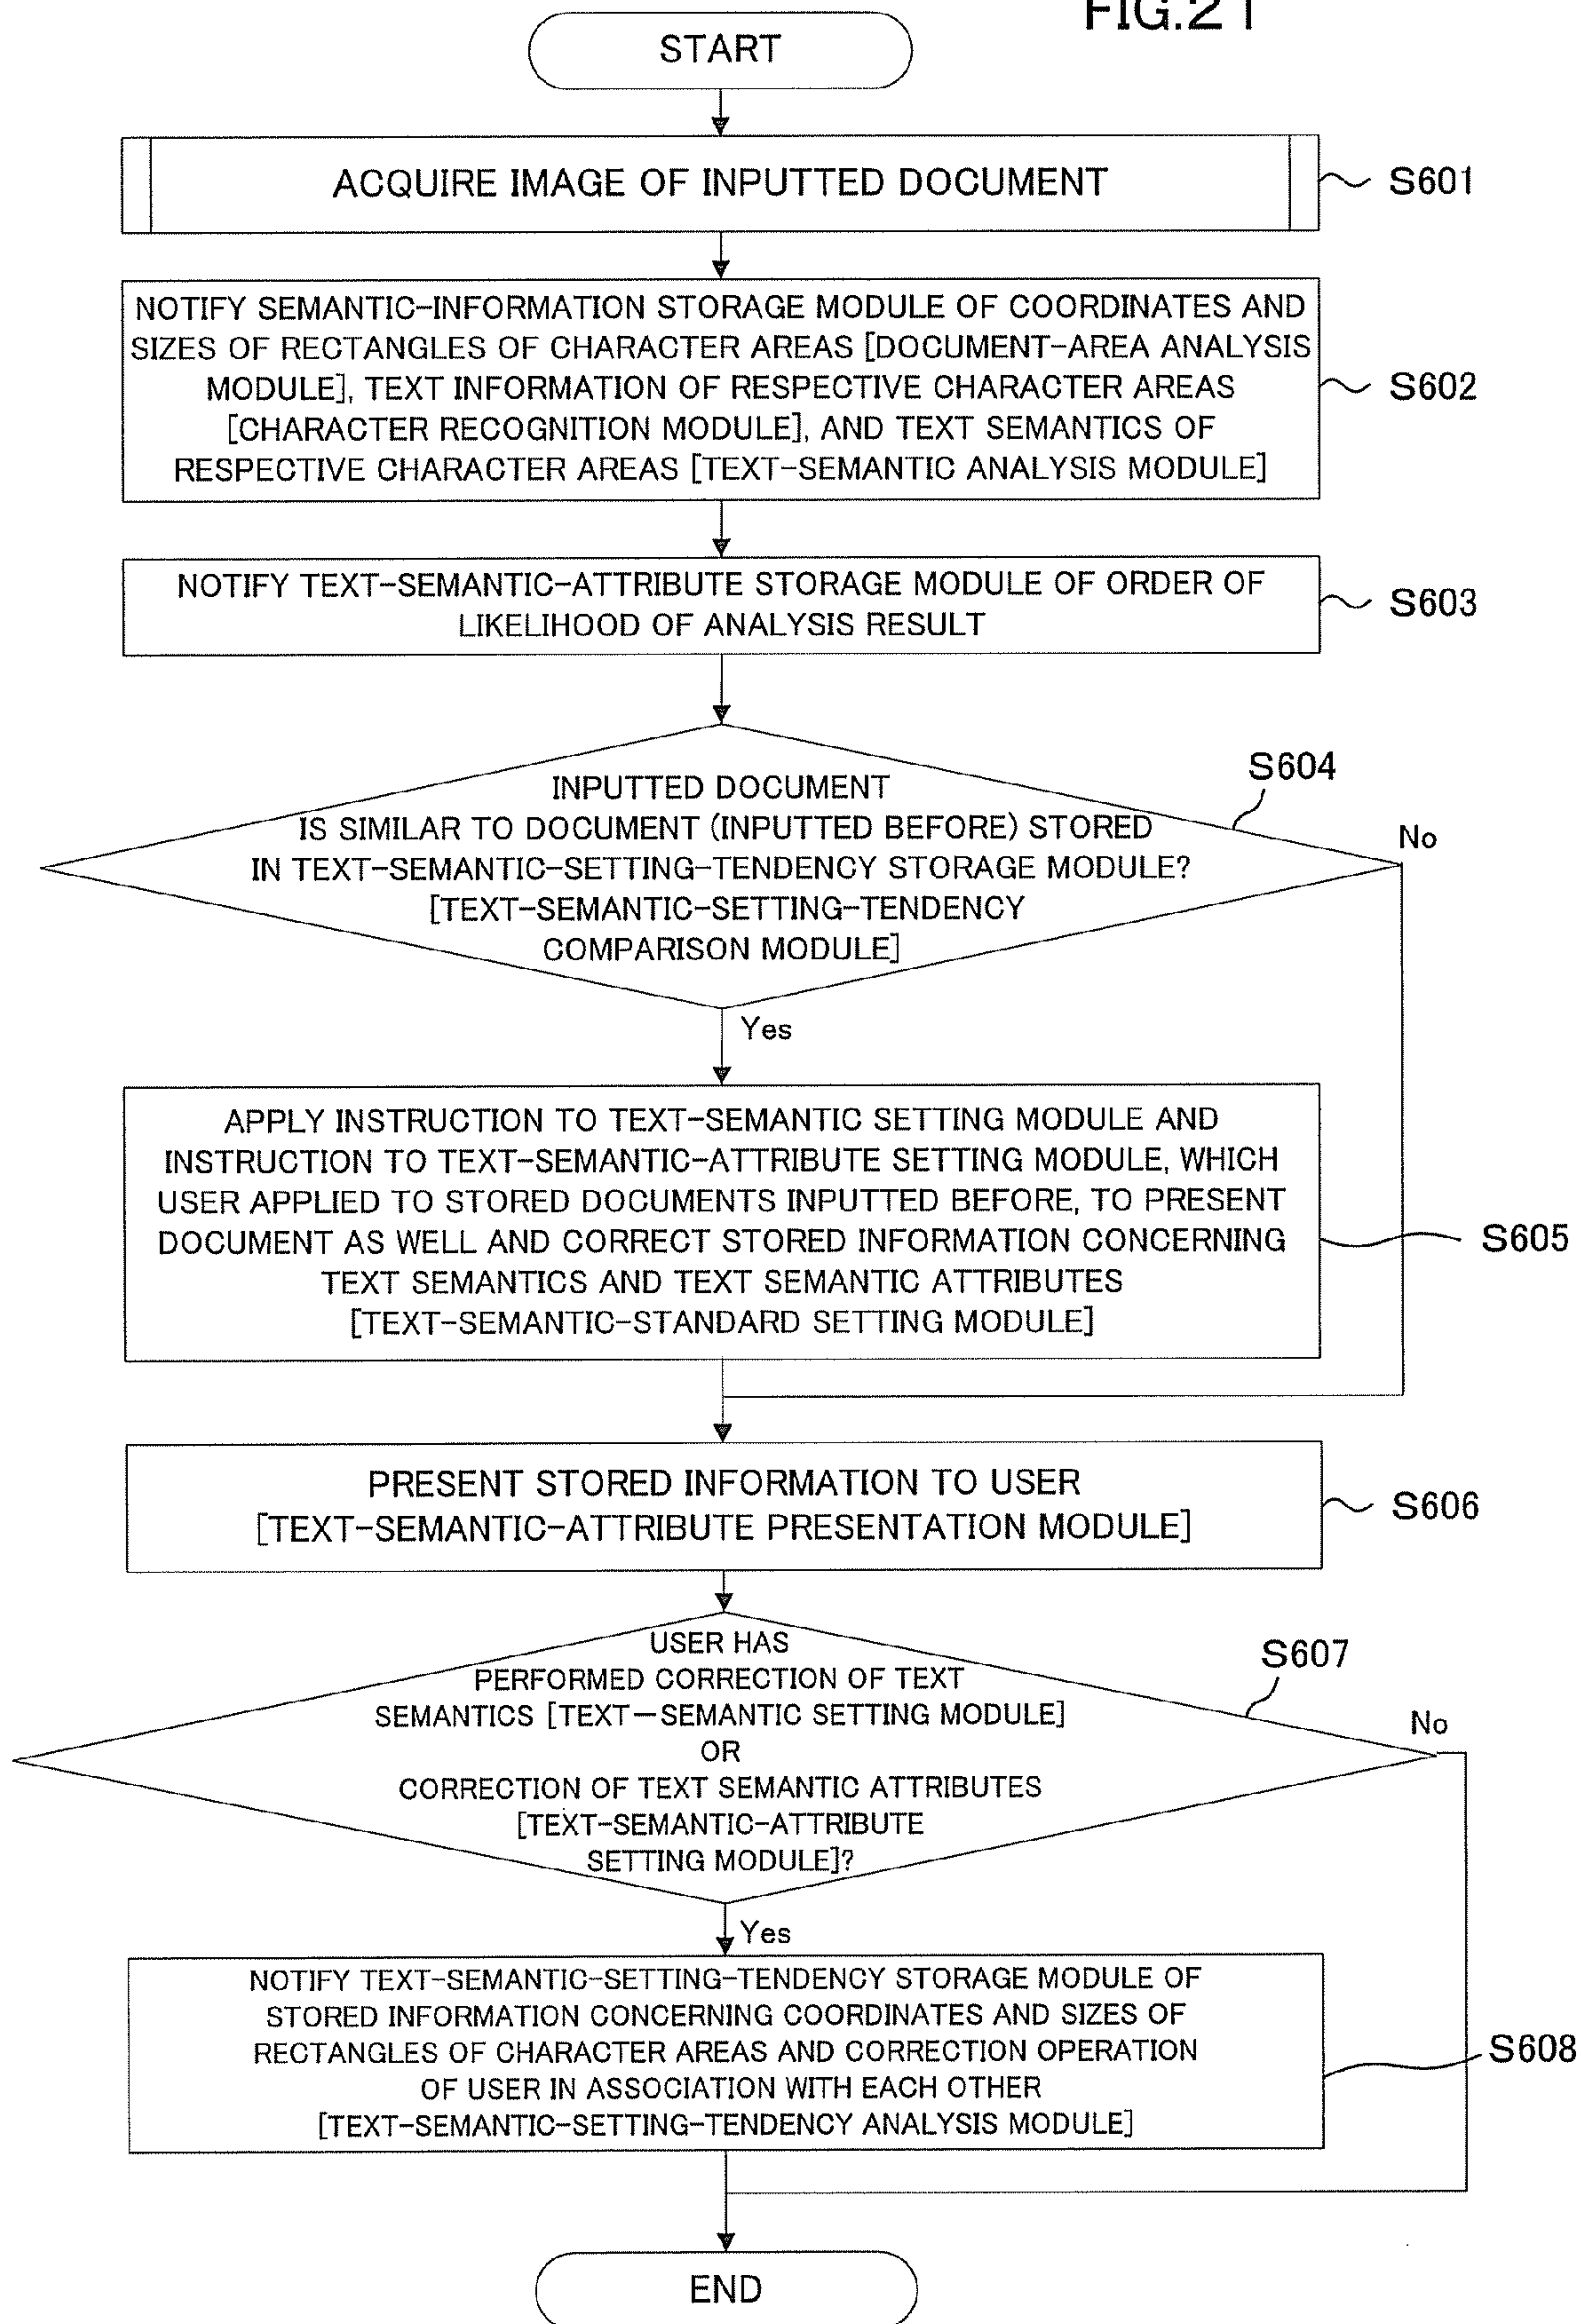 FIG.21
START
ACQUIRE IMAGE OF INPUTTED DOCUMENT
S601
NOTIFY SEMANTIC-INFORMATION STORAGE MODULE OF COORDINATES AND
SIZES OF RECTANGLES OF CHARACTER AREAS [DOCUMENT-AREA ANALYSIS
MODULE], TEXT INFORMATION OF RESPECTIVE CHARACTER AREAS
[CHARACTER RECOGNITION MODULE], AND TEXT SEMANTICS OF
RESPECTIVE CHARACTER AREAS [TEXT-SEMANTIC ANALYSIS MODULE]
S602
NOTIFY TEXT-SEMANTIC-ATTRIBUTE STORAGE MODULE OF ORDER OF
LIKELIHOOD OF ANALYSIS RESULT
S603
S604
INPUTTED DOCUMENT
IS SIMILAR TO DOCUMENT (INPUTTED BEFORE) STORED
IN TEXT-SEMANTIC-SETTING-TENDENCY STORAGE MODULE?
[TEXT-SEMANTIC-SETTING-TENDENCY
COMPARISON MODULE]
No
Yes
APPLY INSTRUCTION TO TEXT-SEMANTIC SETTING MODULE AND
INSTRUCTION TO TEXT-SEMANTIC-ATTRIBUTE SETTING MODULE, WHICH
USER APPLIED TO STORED DOCUMENTS INPUTTED BEFORE, TO PRESENT
DOCUMENT AS WELL AND CORRECT STORED INFORMATION CONCERNING
TEXT SEMANTICS AND TEXT SEMANTIC ATTRIBUTES
[TEXT-SEMANTIC-STANDARD SETTING MODULE]
S605
PRESENT STORED INFORMATION TO USER
[TEXT-SEMANTIC-ATTRIBUTE PRESENTATION MODULE]
S606
S607
USER HAS
PERFORMED CORRECTION OF TEXT
SEMANTICS [TEXT-SEMANTIC SETTING MODULE]
OR
CORRECTION OF TEXT SEMANTIC ATTRIBUTES
[TEXT-SEMANTIC-ATTRIBUTE
SETTING MODULE]?
No
Yes
NOTIFY TEXT-SEMANTIC-SETTING-TENDENCY STORAGE MODULE OF
STORED INFORMATION CONCERNING COORDINATES AND SIZES OF
RECTANGLES OF CHARACTER AREAS AND CORRECTION OPERATION
OF USER IN ASSOCIATION WITH EACH OTHER
[TEXT-SEMANTIC-SETTING-TENDENCY ANALYSIS MODULE]
S608
END